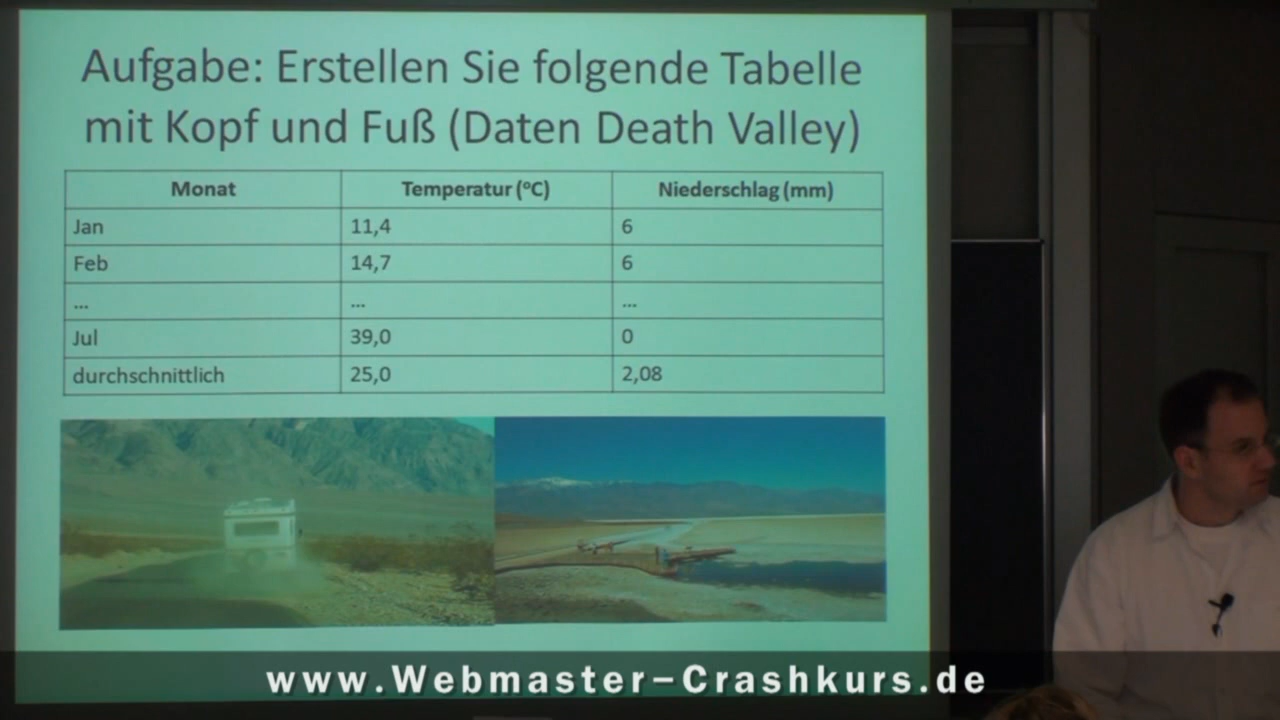 Aufgabe: Erstellen Sie folgende Tabelle
mit Kopf und Fuß (Daten Death Valley)
Monat Temperatur (°C) Niederschlag (mm)
Jan 11,4 6
Feb 14,7 6
... ... ...
Jul 39,0 0
durchschnittlich 25,0 2,08
www.Webmaster-Crashkurs.de